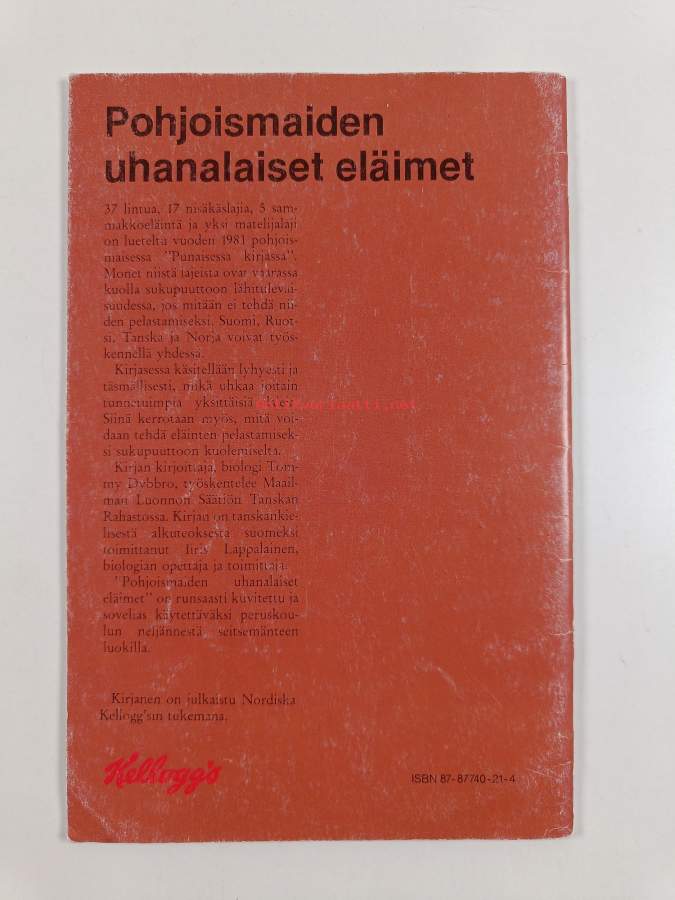 Pohjoismaiden
uhanalaiset eläimet
37 lintua, 17 nisäkäslajia, 5 sam-
makkoeläintä ja yksi matelijalaji
on lueteltu vuoden 1981 pohjois-
maisessa "Punaisessa kirjassa".
Monet niistä lajeista ovat vaarassa
kuolla sukupuuttoon lähitulevai-
suudessa, jos mitään ei tehdä nii-
den pelastamiseksi. Suomi, Ruot-
si, Tanska ja Norja voivat työs-
kennellä yhdessä.
Kirjasessa käsitellään lyhyesti ja
täsmällisesti, mikä uhkaa joitain
tunnetuimpia yksittäisiä lajeja.
Siinä kerrotaan myös, mitä voi-
daan tehdä eläinten pelastamisek-
si sukupuuttoon kuolemiselta.
Kirjan kirjoittaja, biologi Tom-
my Dybbro, työskentelee Maail-
man Luonnon Säätiön Tanskan
Rahastossa. Kirjan on tanskankie-
lisestä alkuteoksesta suomeksi
toimittanut Iiris Lappalainen,
biologian opettaja ja toimittaja.
"Pohjoismaiden uhanalaiset
eläimet" on runsaasti kuvitettu ja
soveltas käytettäväksi peruskou-
lun neljännestä seitsemänteen
luokilla.
Kirjanen on julkaistu Nordiska
Kellogg'sin tukemana.
Kellogg's
ISBN 87-87740-21-4